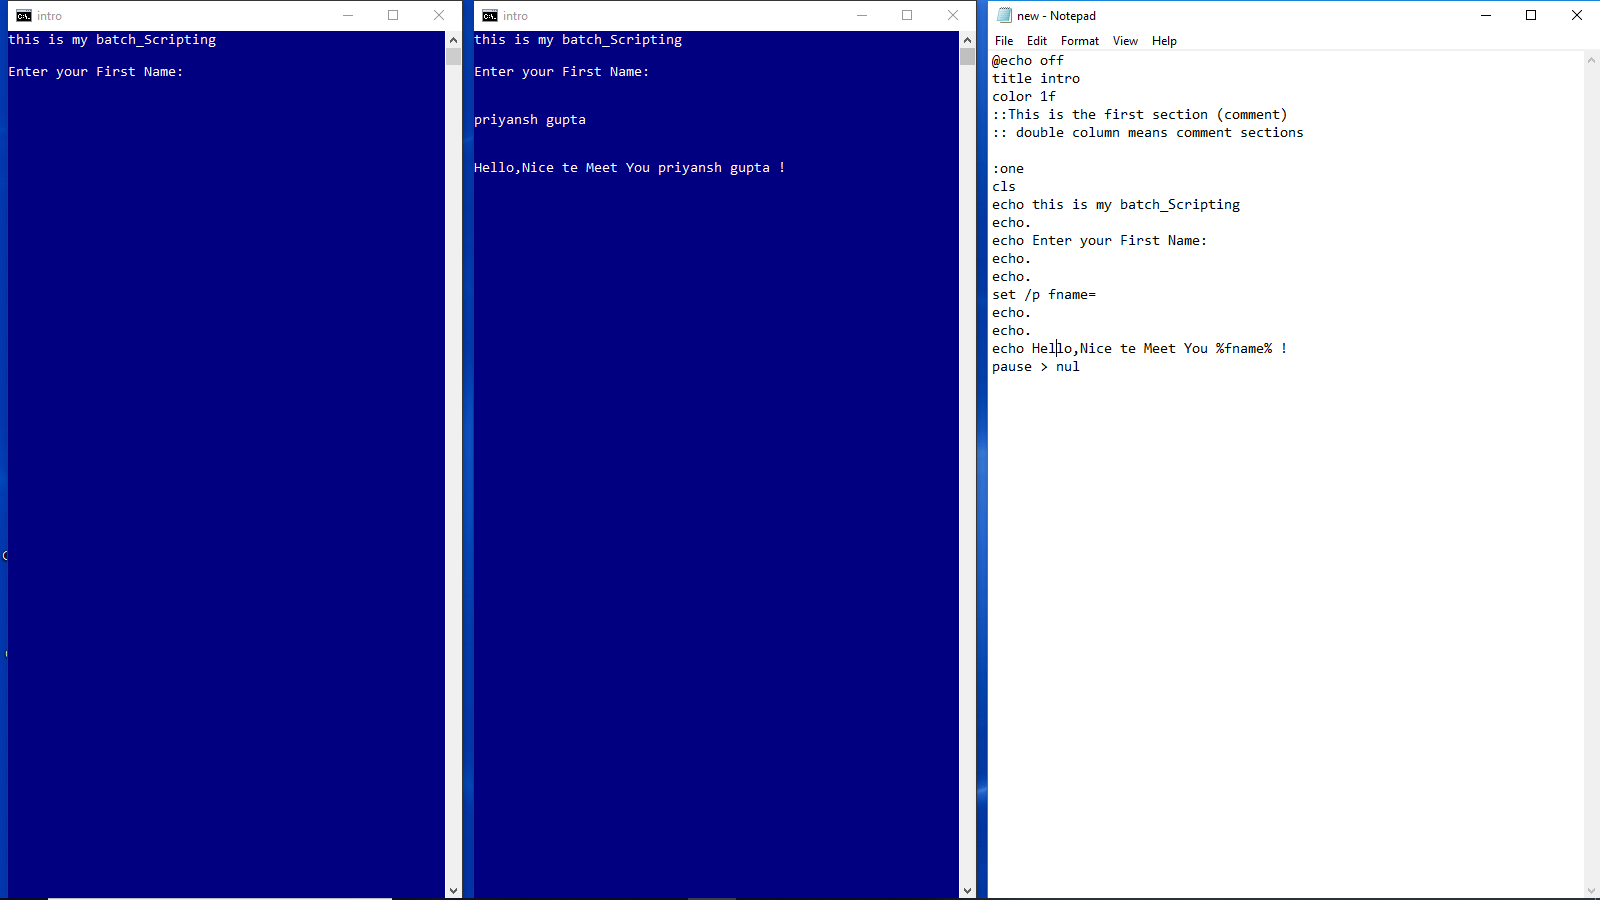 intro
this is my batch_Scripting
Enter your First Name:
intro
this is my batch_Scripting
Enter your First Name:
priyansh gupta
Hello,Nice te Meet You priyansh gupta !
new - Notepad
File Edit Format View Help
@echo off
title intro
color 1f
::This is the first section (comment)
:: double column means comment sections
:one
cls
echo this is my batch_Scripting
echo.
echo Enter your First Name:
echo.
echo.
set /p fname=
echo.
echo.
echo Hello,Nice te Meet You %fname% !
pause > nul